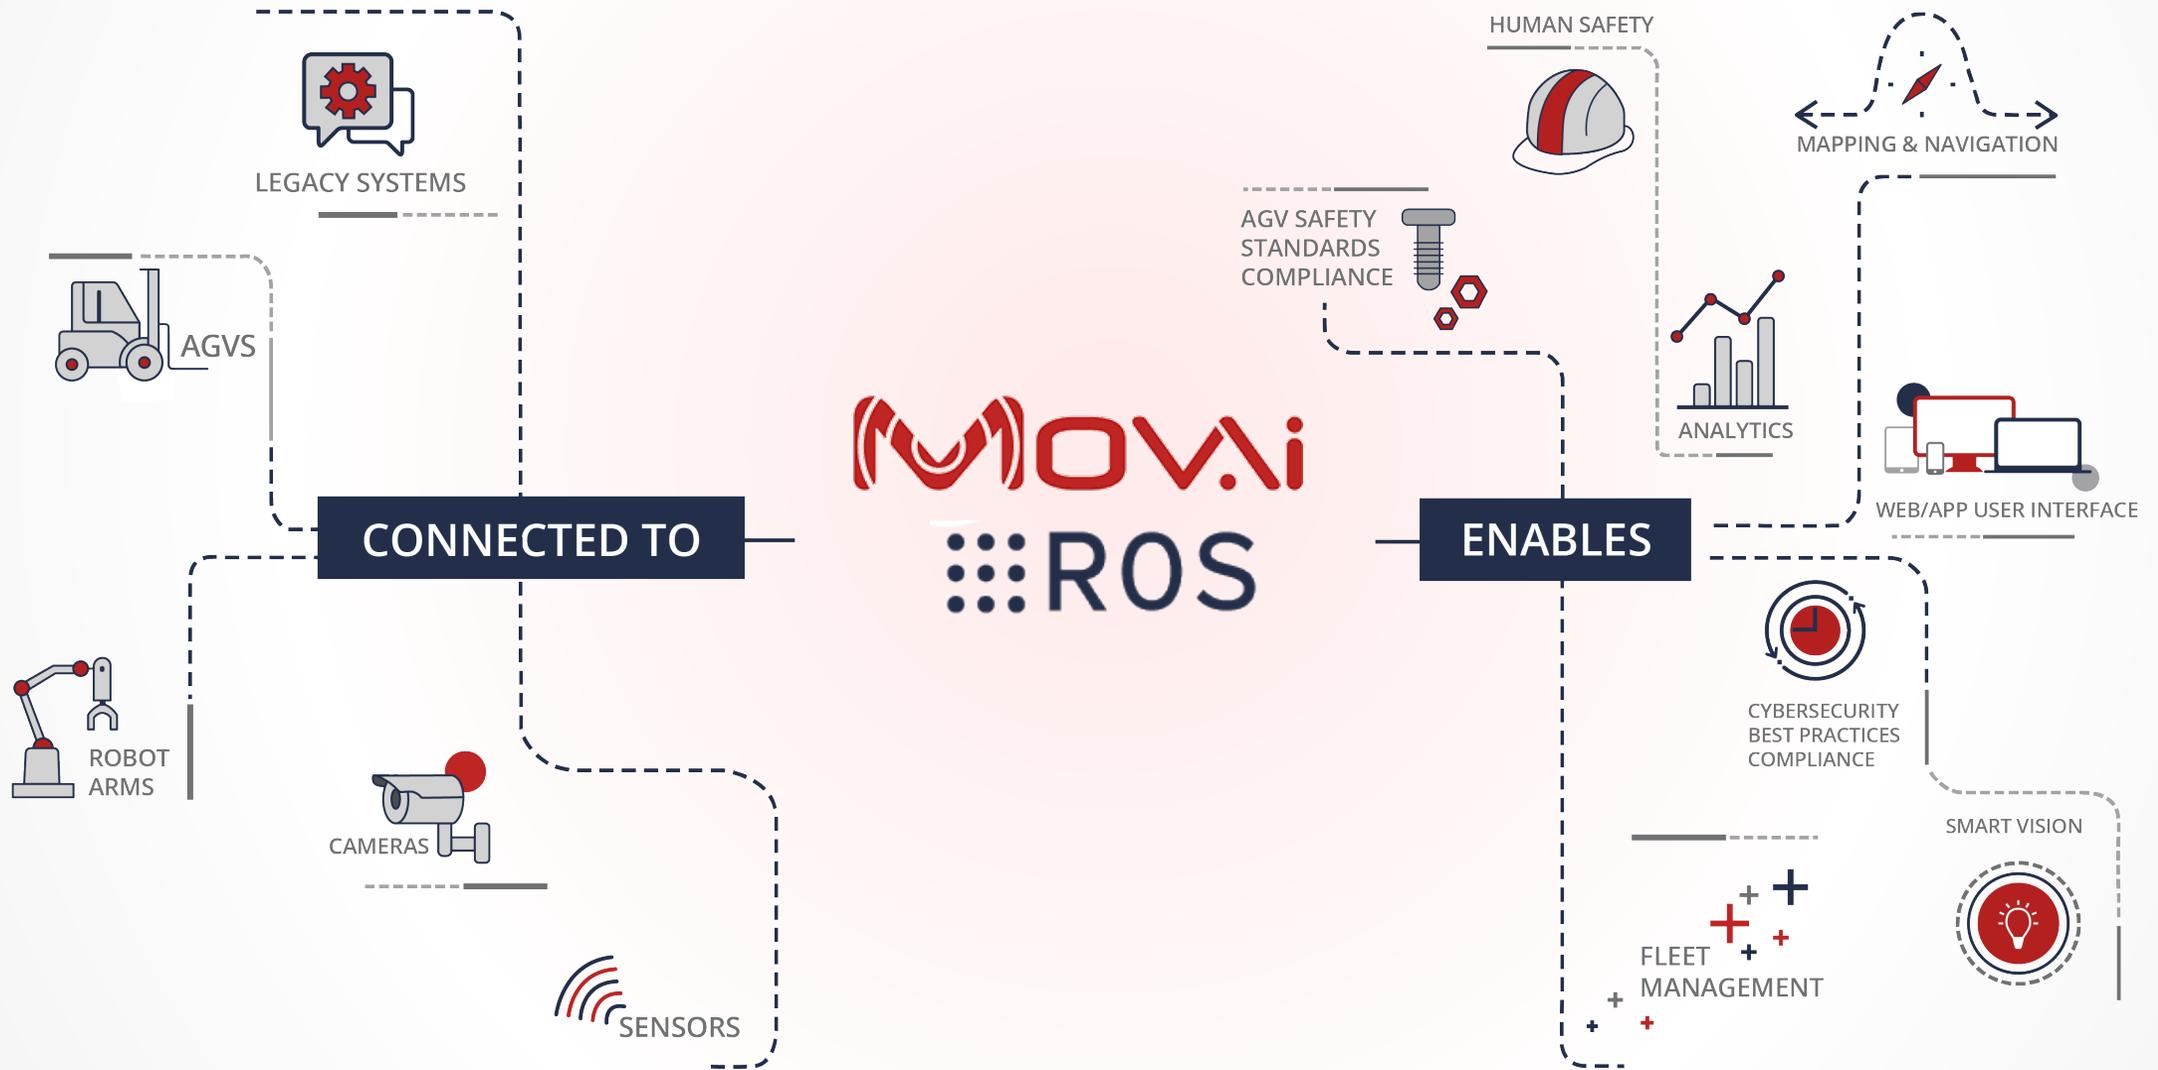 LEGACY SYSTEMS
AGVS
CONNECTED TO
ROBOT
ARMS
CAMERAS
SENSORS
MOV.Ai
ROS
HUMAN SAFETY
MAPPING & NAVIGATION
AGV SAFETY
STANDARDS
COMPLIANCE
ANALYTICS
WEB/APP USER INTERFACE
ENABLES
CYBERSECURITY
BEST PRACTICES
COMPLIANCE
SMART VISION
FLEET
MANAGEMENT